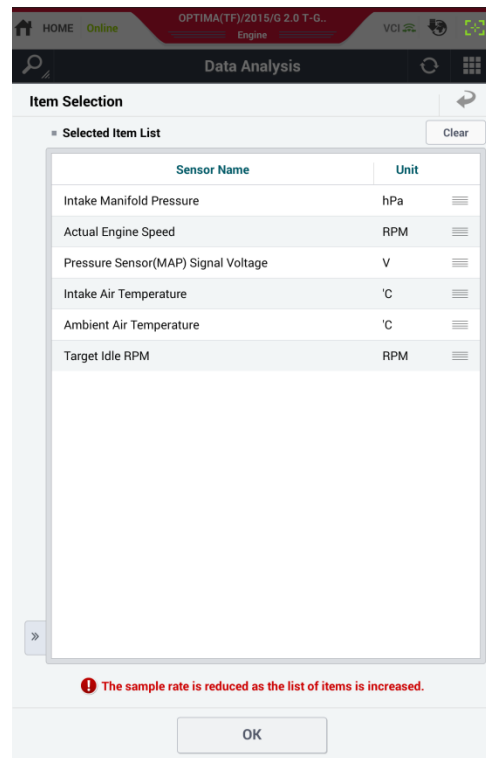 OPTIMA(TF)/2015/G 2.0 T-G..
HOME Online
Engine
VCI
Data Analysis
Item Selection
Selected Item List
Clear
Sensor Name Unit
Intake Manifold Pressure hPa
Actual Engine Speed RPM
Pressure Sensor(MAP) Signal Voltage V
Intake Air Temperature 'C
Ambient Air Temperature 'C
Target Idle RPM RPM
»
The sample rate is reduced as the list of items is increased.
OK